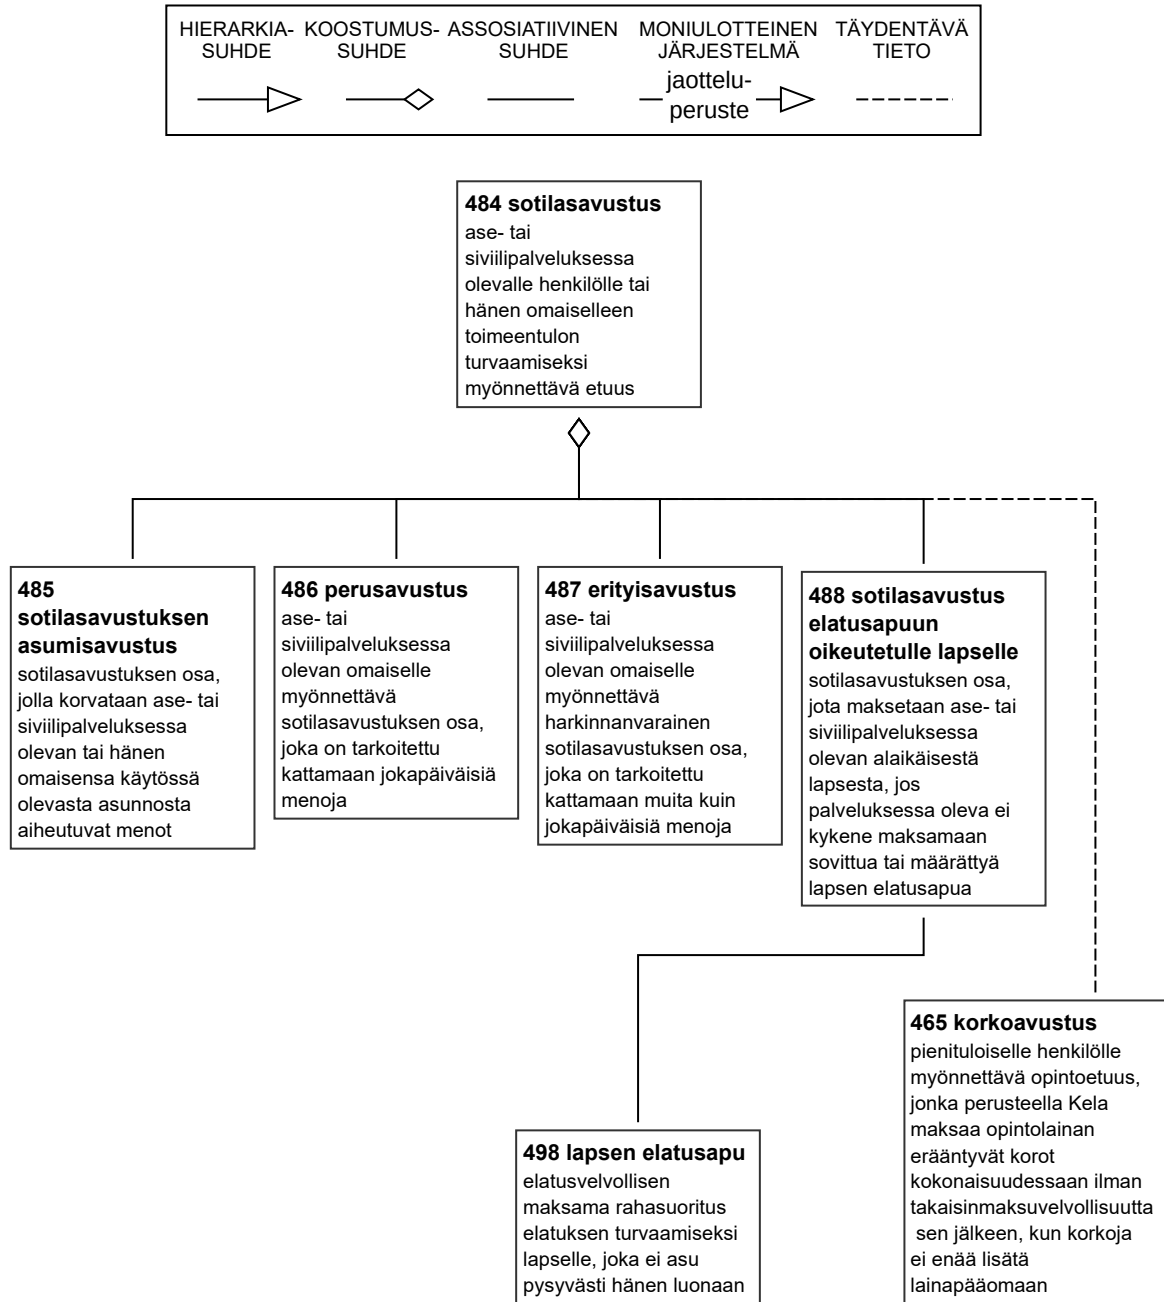 HIERARKIA-
SUHDE
KOOSTUMUS-
SUHDE
ASSOSIATIIVINEN
SUHDE
MONIULOTTEINEN
JÄRJESTELMÄ
jaottelu-
peruste
TÄYDENTÄVÄ
TIETO
484 sotilasavustus
ase- tai
siviilipalveluksessa
olevalle henkilölle tai
hänen omaiselleen
toimeentulon
turvaamiseksi
myönnettävä etuus
485
sotilasavustuksen
asumisavustus
sotilasavustuksen osa,
jolla korvataan ase- tai
siviilipalveluksessa
olevan tai hänen
omaisensa käytössä
olevasta asunnosta
aiheutuvat menot
486 perusavustus
ase- tai
siviilipalveluksessa
olevan omaiselle
myönnettävä
sotilasavustuksen osa,
joka on tarkoitettu
kattamaan jokapäiväisiä
menoja
487 erityisavustus
ase- tai
siviilipalveluksessa
olevan omaiselle
myönnettävä
harkinnanvarainen
sotilasavustuksen osa,
joka on tarkoitettu
kattamaan muita kuin
jokapäiväisiä menoja
488 sotilasavustus
elatusapuun
oikeutetulle lapselle
sotilasavustuksen osa,
jota maksetaan ase- tai
siviilipalveluksessa
olevan alaikäisestä
lapsesta, jos
palveluksessa oleva ei
kykene maksamaan
sovittua tai määrättyä
lapsen elatusapua
498 lapsen elatusapu
elatusvelvollisen
maksama rahasuoritus
elatuksen turvaamiseksi
lapselle, joka ei asu
pysyvästi hänen luonaan
465 korkoavustus
pienituloiselle henkilölle
myönnettävä opintoetuus,
jonka perusteella Kela
maksaa opintolainan
erääntyvät korot
kokonaisuudessaan ilman
takaisinmaksuvelvollisuutta
sen jälkeen, kun korkoja
ei enää lisätä
lainapääomaan